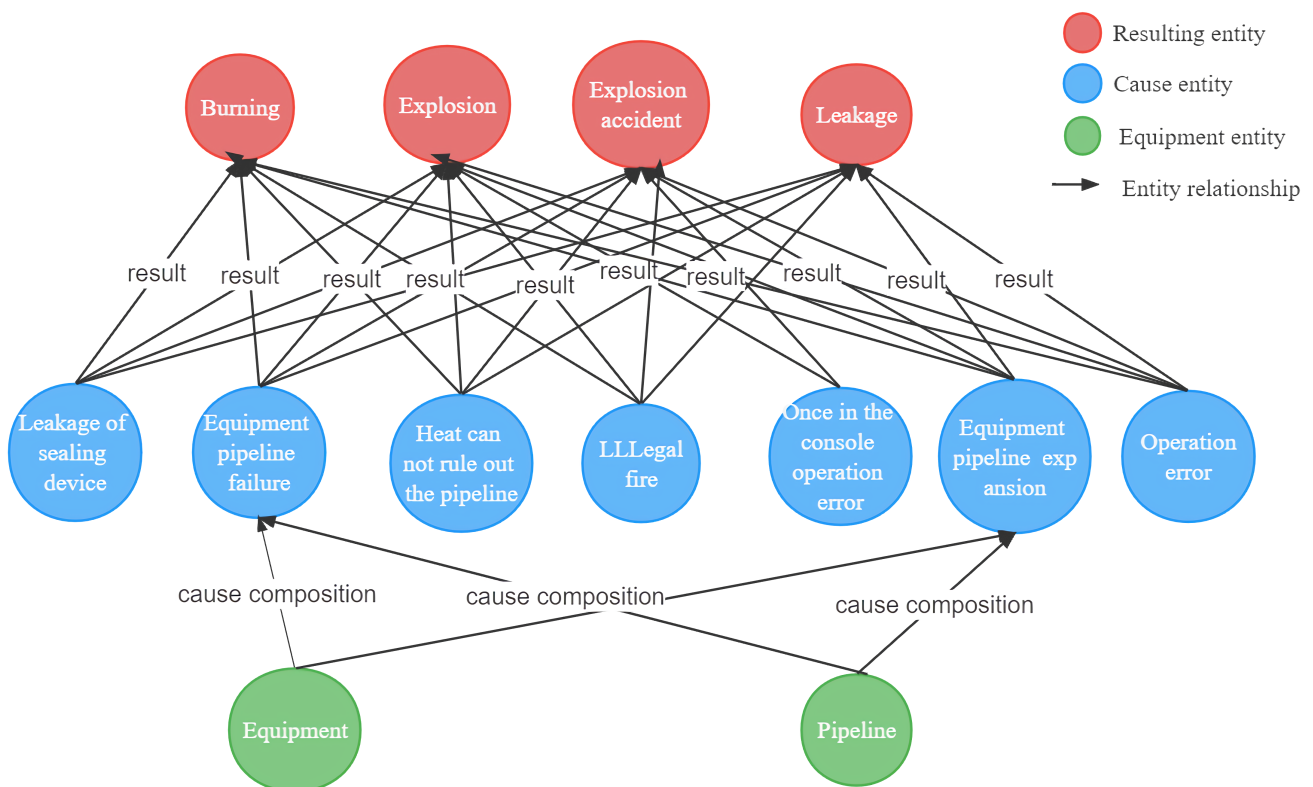 Resulting entity
Cause entity
Equipment entity
Entity relationship
Burning
Explosion
Explosion
accident
Leakage
result
result
result
result
result
result
result
result
result
result
Leakage of
sealing
device
Equipment
pipeline
failure
Heat can
not rule out
the pipeline
LLLegal
fire
Once in the
console
operation
error
Equipment
pipeline exp
ansion
Operation
error
cause composition
cause composition
cause composition
Equipment
Pipeline